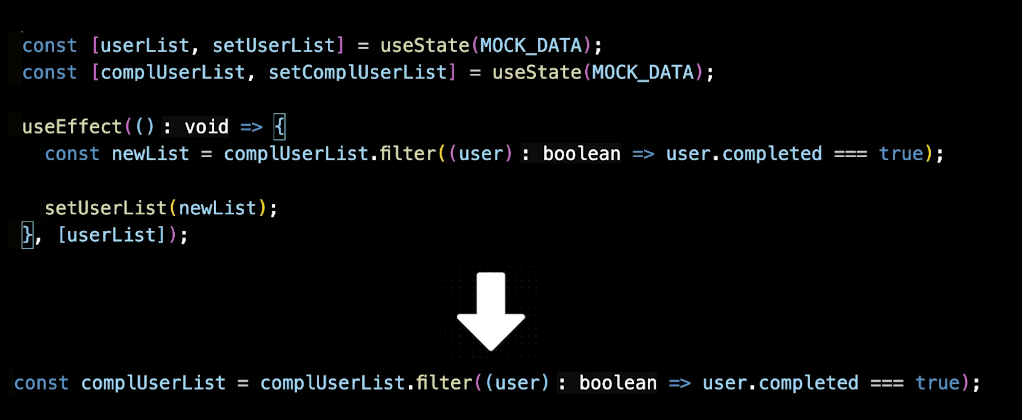 const [userList, setUserList] = useState(MOCK_DATA);
const [complUserList, setComplUserList] = useState(MOCK_DATA);
useEffect((): void => {
const newList = complUserList.filter((user): boolean => user.completed === true);
setUserList(newList);
}, [userList]);
const complUserList = complUserList.filter((user): boolean => user.completed === true);